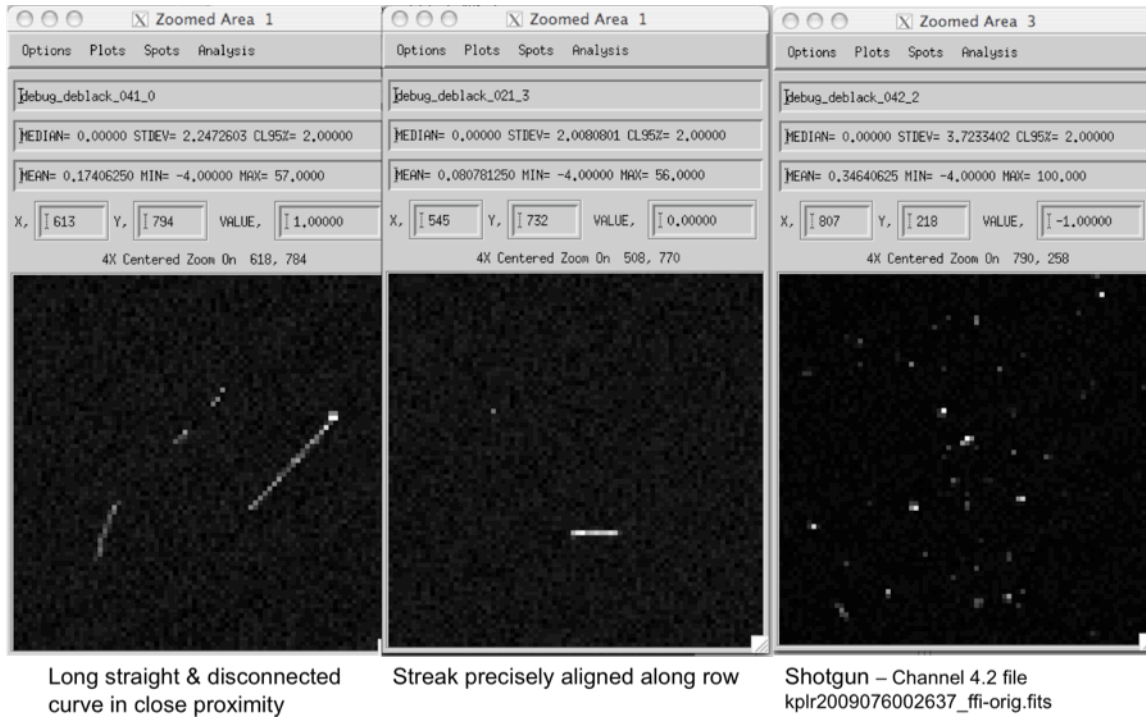 Zoomed Area 1
Options Plots Spots Analysis
debug_deblack_041_0
MEDIAN= 0.00000 STDEV= 2.2472603 CL95%= 2.00000
MEAN= 0.17406250 MIN= -4.00000 MAX= 57.0000
X, 613 Y, 794 VALUE, 1.00000
4X Centered Zoom On 618, 784
Long straight & disconnected
curve in close proximity
Zoomed Area 1
Options Plots Spots Analysis
debug_deblack_021_3
MEDIAN= 0.00000 STDEV= 2.0080801 CL95%= 2.00000
MEAN= 0.080781250 MIN= -4.00000 MAX= 56.0000
X, 545 Y, 732 VALUE, 0.00000
4X Centered Zoom On 508, 770
Streak precisely aligned along row
Zoomed Area 3
Options Plots Spots Analysis
debug_deblack_042_2
MEDIAN= 0.00000 STDEV= 3.7233402 CL95%= 2.00000
MEAN= 0.34640625 MIN= -4.00000 MAX= 100.000
X, 807 Y, 218 VALUE, -1.00000
4X Centered Zoom On 790, 258
Shotgun – Channel 4.2 file
kplr2009076002637_ffi-orig.fits